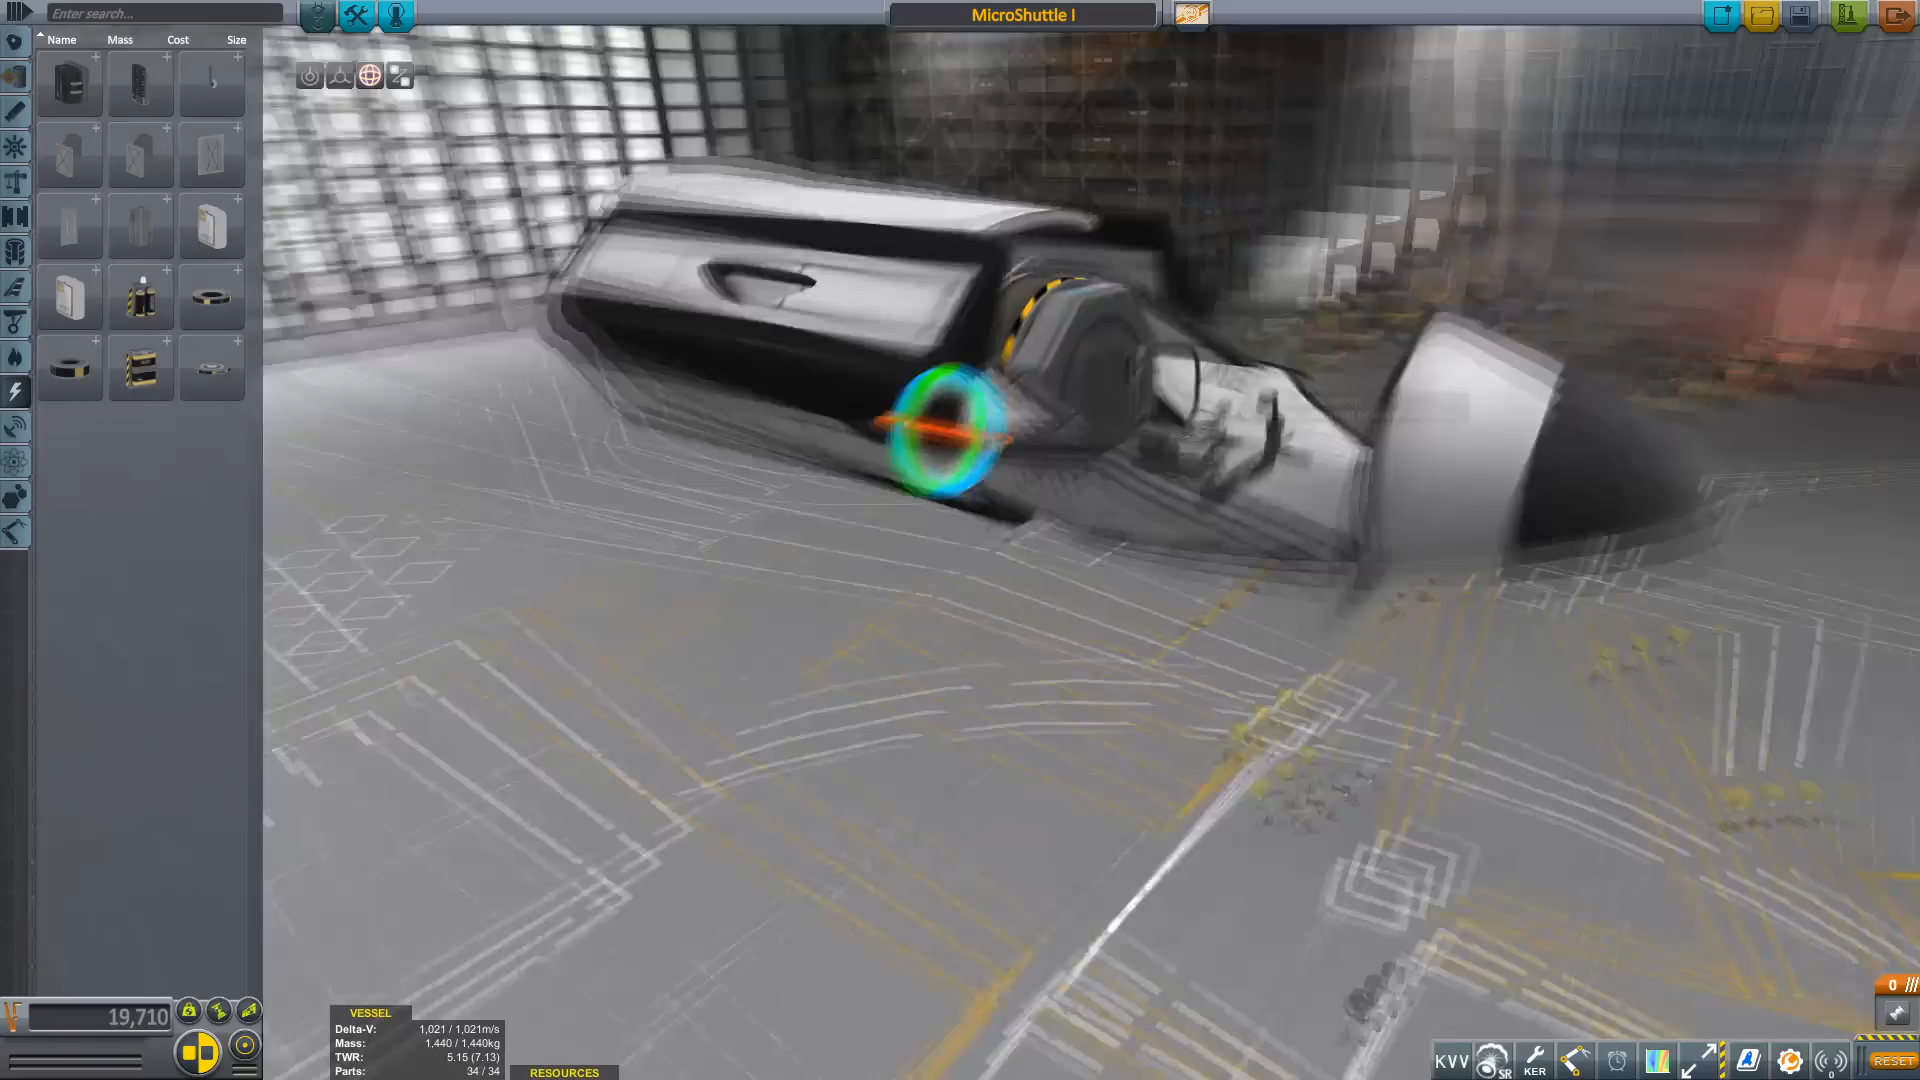 Enter search...
MicroShuttle I
Name Mass Cost Size
19,710
VESSEL
Delta-V: 1,021 / 1,021m/s
Mass: 1,440 / 1,440kg
TWR: 5.15 (7.13)
Parts: 34 / 34
RESOURCES
0
KVV
SR
KER
0
RESET